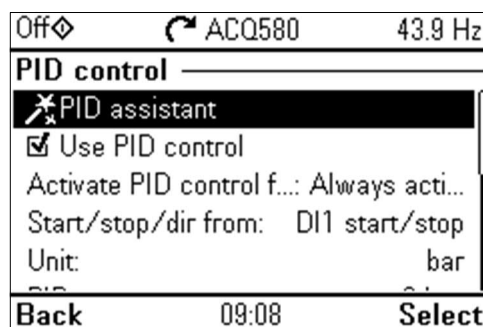 Off ACQ580 43.9 Hz
PID control
PID assistant
Use PID control
Activate PID control f...: Always acti...
Start/stop/dir from: DI1 start/stop
Unit: bar
Back 09:08 Select